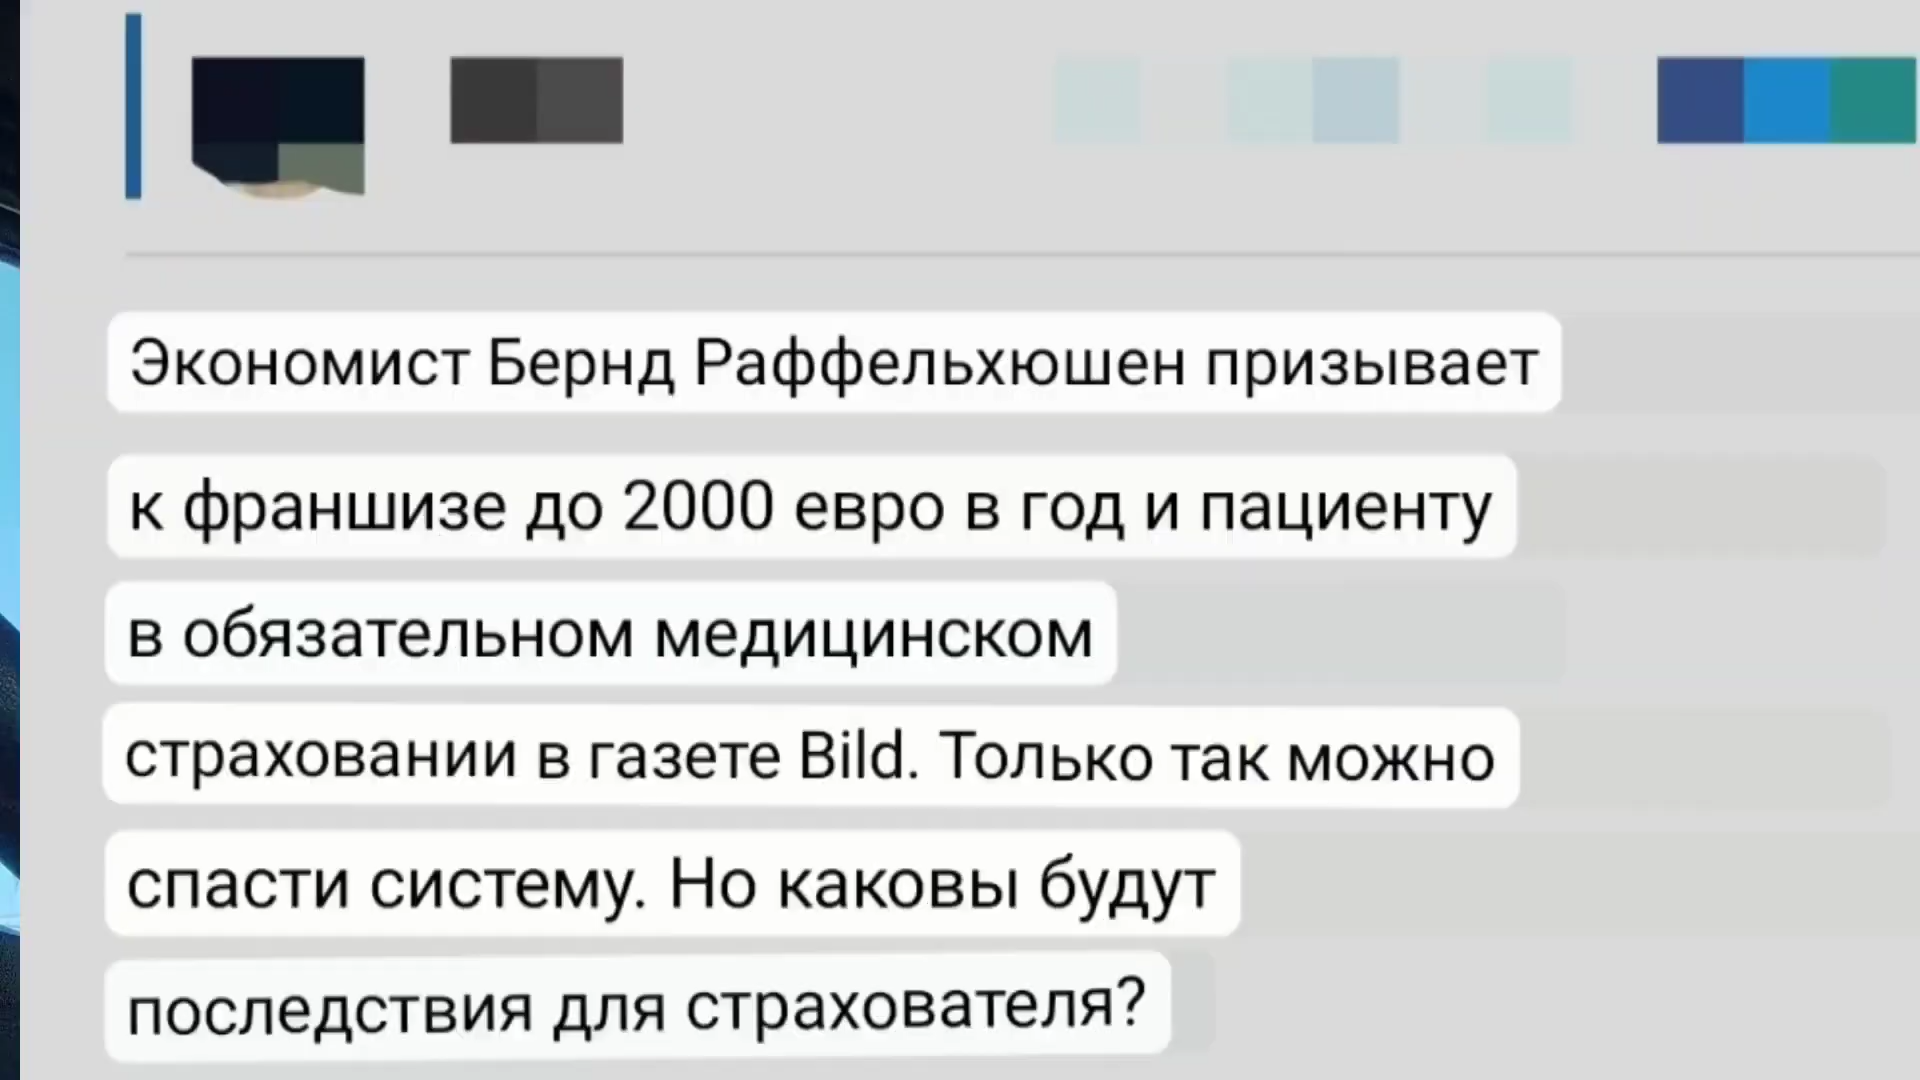 Экономист Бернд Раффельхюшен призывает
к франшизе до 2000 евро в год и пациенту
в обязательном медицинском
страховании в газете Bild. Только так можно
спасти систему. Но каковы будут
последствия для страхователя?